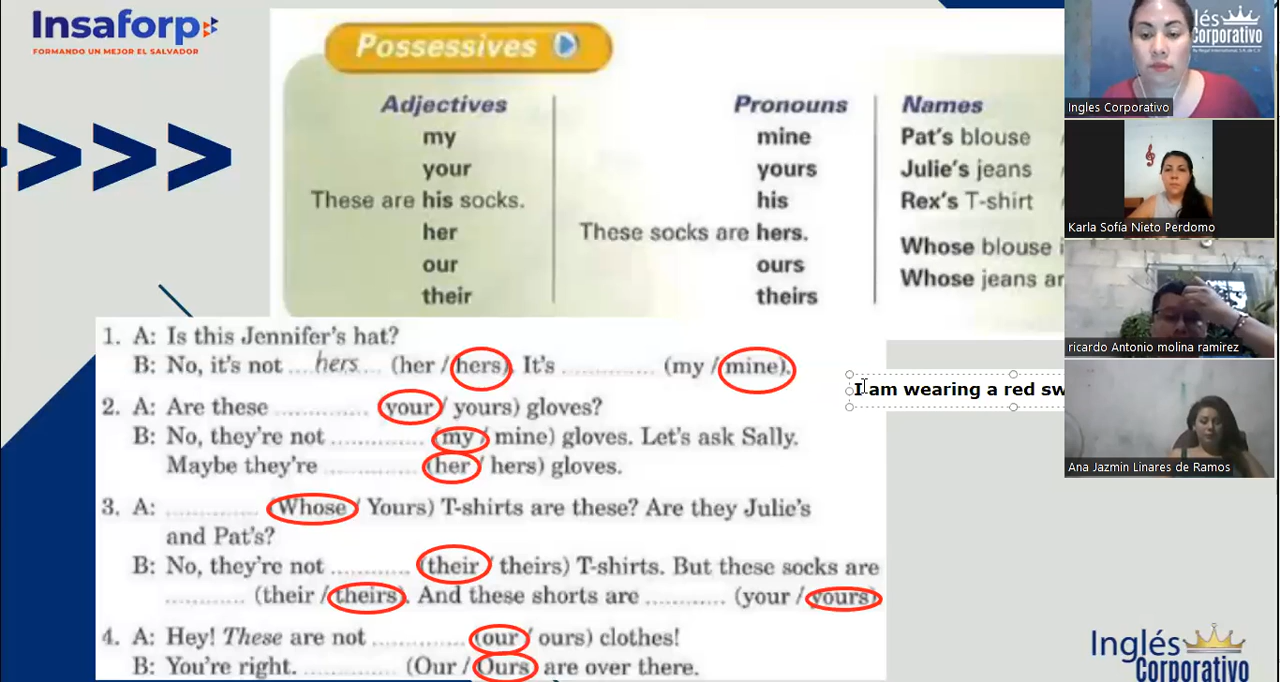 Insaforp
FORMANDO UN MEJOR EL SALVADOR
Possessives
Adjectives
my
your
These are his socks.
her
our
their
Pronouns
mine
yours
his
These socks are hers.
ours
theirs
Names
Pat's blouse
Julie's jeans
Rex's T-shirt
Whose blouse i
Whose jeans ar
1. A: Is this Jennifer's hat?
B: No, it's not hers (her / hers). It's ............ (my / mine).
2. A: Are these ............ (your / yours) gloves?
B: No, they're not ............ (my / mine) gloves. Let's ask Sally.
Maybe they're ............ (her / hers) gloves.
3. A: ............ (Whose / Yours) T-shirts are these? Are they Julie's
and Pat's?
B: No, they're not ............ (their / theirs) T-shirts. But these socks are
............ (their / theirs). And these shorts are ............ (your / yours)
4. A: Hey! These are not ............ (our / ours) clothes!
B: You're right. ............ (Our / Ours) are over there.
I am wearing a red sw
lés
Corporativo
Ingles Corporativo
Karla Sofía Nieto Perdomo
ricardo Antonio molina ramirez
Ana Jazmin Linares de Ramos
Inglés
Corporativo